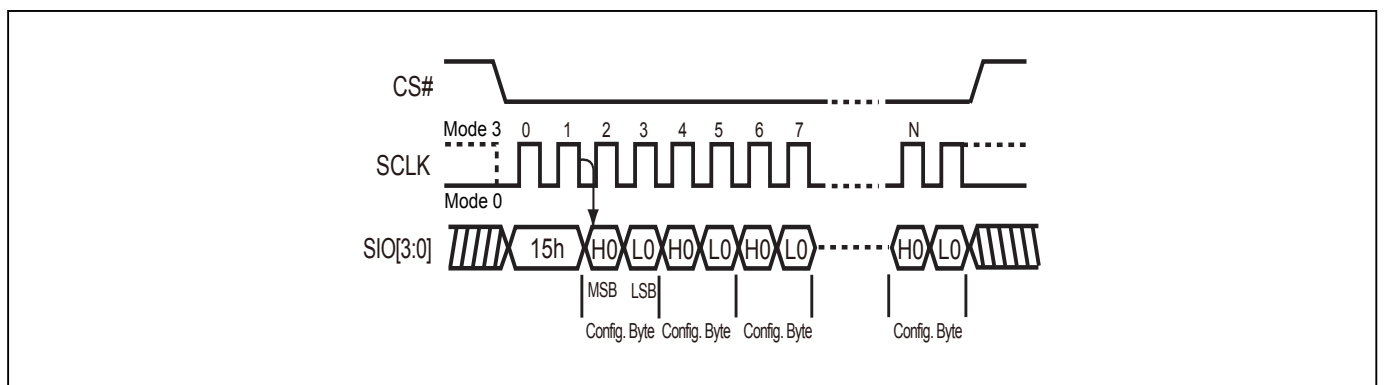 CS#
Mode 3 0 1 2 3 4 5 6 7 N
SCLK
Mode 0
SIO[3:0] 15h H0 L0 H0 L0 H0 L0 H0 L0
MSB LSB
Config. Byte Config. Byte Config. Byte Config. Byte